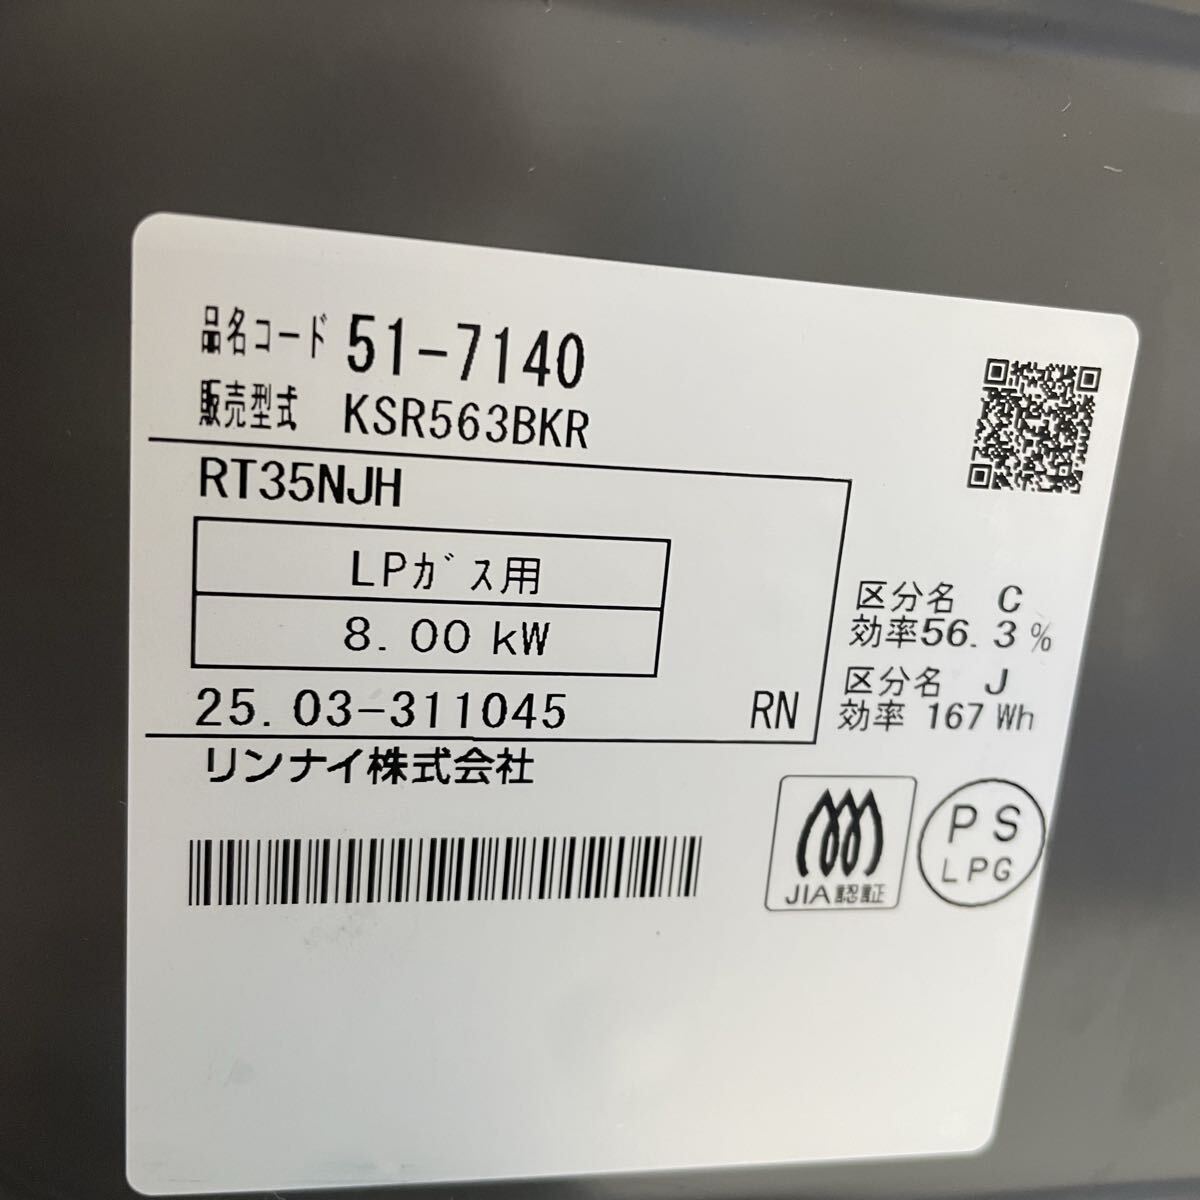 品名コード 51-7140
販売型式 KSR563BKR
RT35NJH
LPガス用
8.00 kW
25.03-311045 RN
リンナイ株式会社
区分名 C
効率56.3%
区分名 J
効率 167 Wh
JIA認証
PS
LPG